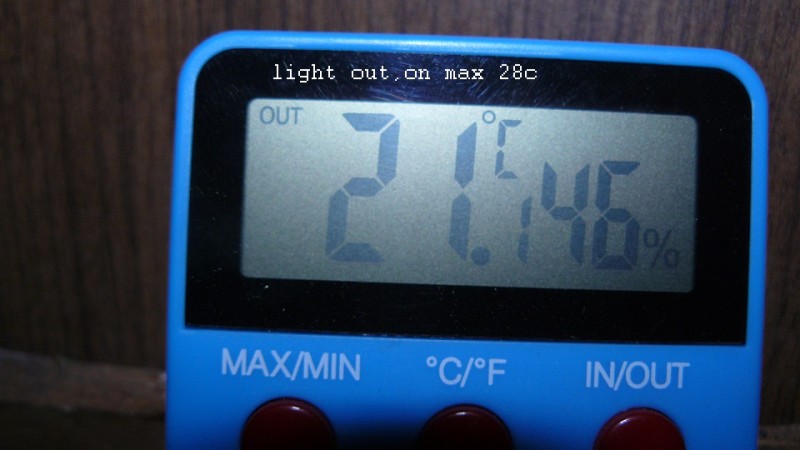 light out,on max 28c
OUT 21.1 °C 46%
MAX/MIN °C/°F IN/OUT